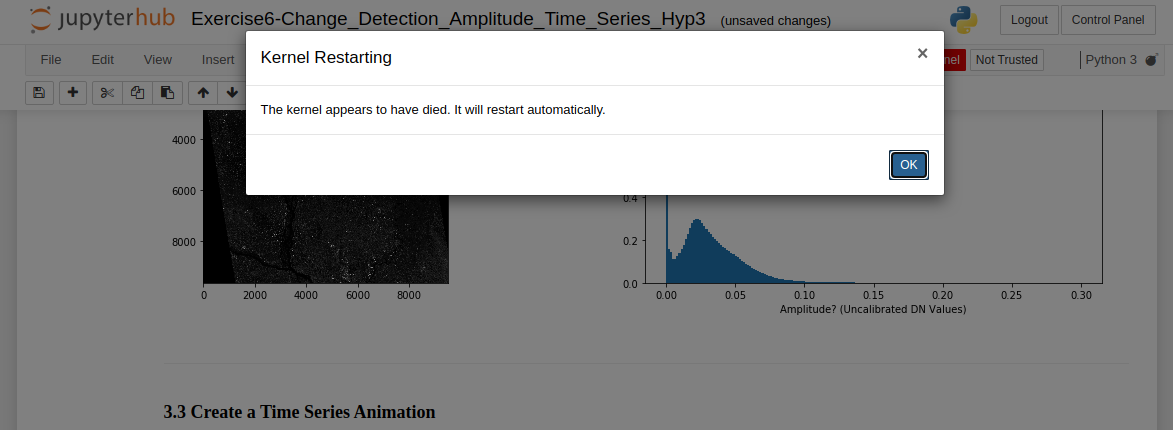 jupyterhub Exercise6-Change_Detection_Amplitude_Time_Series_Hyp3 (unsaved changes) Logout Control Panel
File Edit View Insert nel Not Trusted Python 3
Kernel Restarting ×
The kernel appears to have died. It will restart automatically.
OK
4000
6000
8000
0 2000 4000 6000 8000
0.4
0.2
0.0
0.00 0.05 0.10 0.15 0.20 0.25 0.30
Amplitude? (Uncalibrated DN Values)
3.3 Create a Time Series Animation